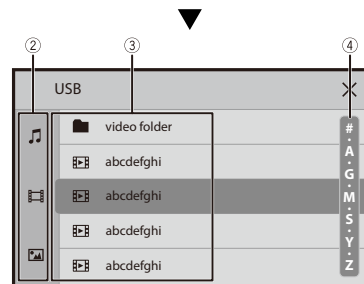 ② ③ ④
USB
video folder
abcdefghi
abcdefghi
abcdefghi
abcdefghi
#
·
A
·
G
·
M
·
S
·
Y
·
Z